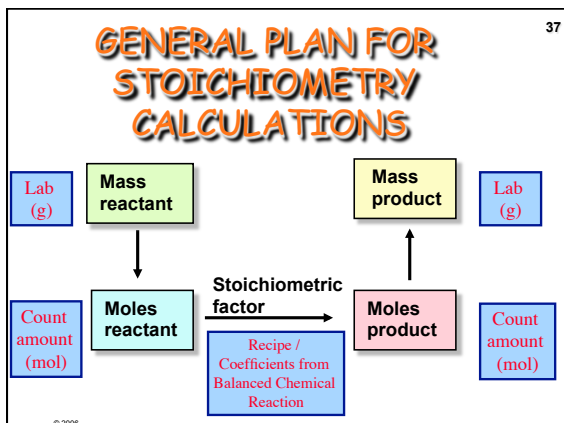 37
GENERAL PLAN FOR
STOICHIOMETRY
CALCULATIONS
Lab
(g)
Mass
reactant
Mass
product
Lab
(g)
Count
amount
(mol)
Moles
reactant
Stoichiometric
factor
Recipe /
Coefficients from
Balanced Chemical
Reaction
Moles
product
Count
amount
(mol)
© 2006